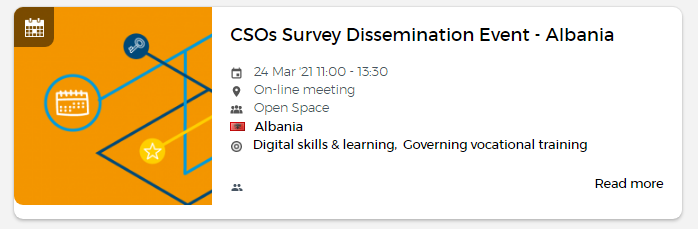 CSOs Survey Dissemination Event - Albania
24 Mar '21 11:00 - 13:30
On-line meeting
Open Space
Albania
Digital skills & learning, Governing vocational training
Read more